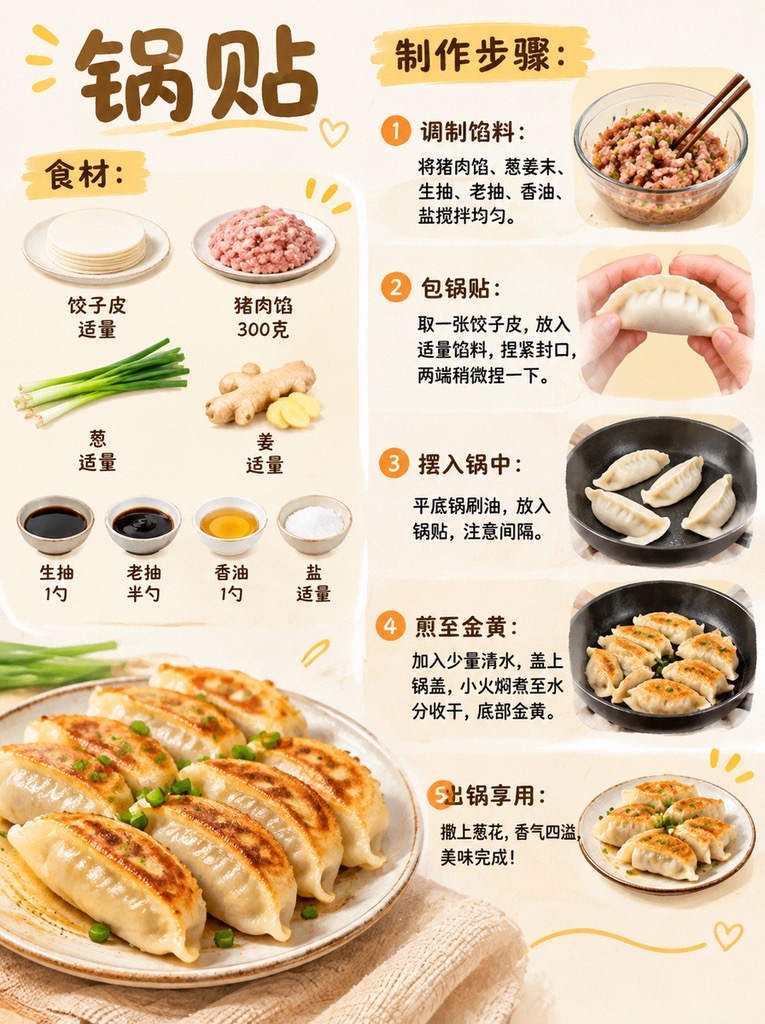 锅贴
食材：
饺子皮
适量
猪肉馅
300克
葱
适量
姜
适量
生抽
1勺
老抽
半勺
香油
1勺
盐
适量
制作步骤：
1 调制馅料：
将猪肉馅、葱姜末、
生抽、老抽、香油、
盐搅拌均匀。
2 包锅贴：
取一张饺子皮，放入
适量馅料，捏紧封口，
两端稍微捏一下。
3 摆入锅中：
平底锅刷油，放入
锅贴，注意间隔。
4 煎至金黄：
加入少量清水，盖上
锅盖，小火焖煮至水
分收干，底部金黄。
5 出锅享用：
撒上葱花，香气四溢，
美味完成！